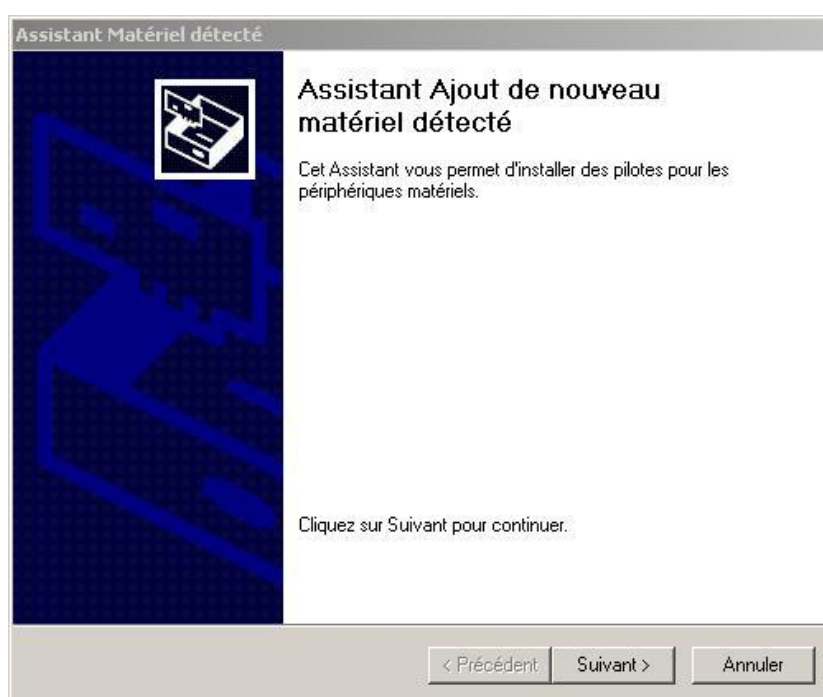 Assistant Matériel détecté
Assistant Ajout de nouveau
matériel détecté
Cet Assistant vous permet d'installer des pilotes pour les
périphériques matériels.
Cliquez sur Suivant pour continuer.
< Précédent
Suivant >
Annuler